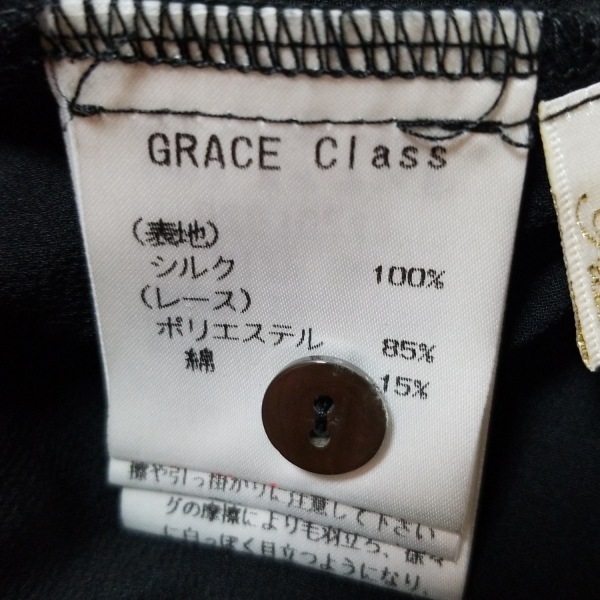 GRACE Class
(表地)
シルク 100%
(レース)
ポリエステル 85%
綿 15%
擦や引っ掛かりに注意して下さい
グの摩擦により毛羽立ち、
に白っぽく目立つようになり、